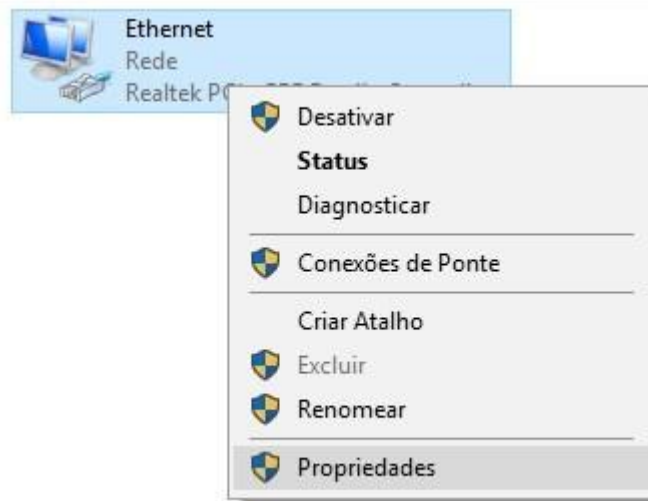 Ethernet
Rede
Realtek
Desativar
Status
Diagnosticar
Conexões de Ponte
Criar Atalho
Excluir
Renomear
Propriedades